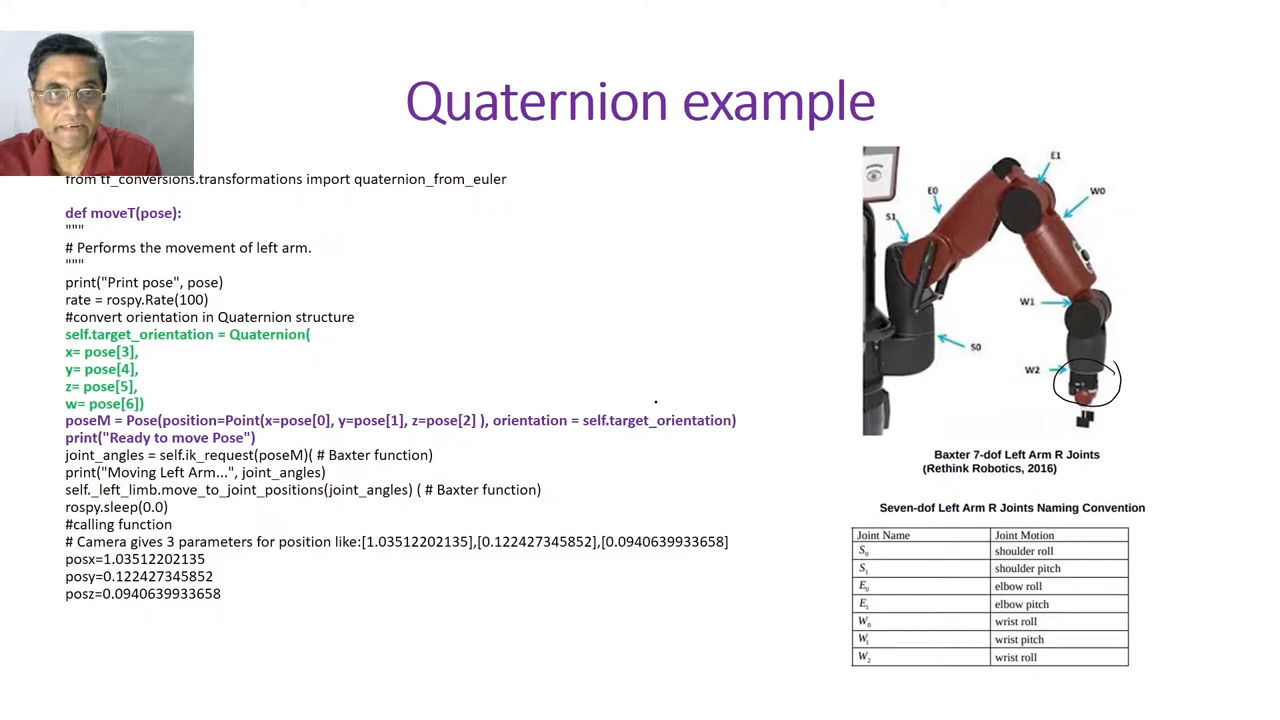 Quaternion example
from tf_conversions.transformations import quaternion_from_euler
def moveT(pose):
"""
# Performs the movement of left arm.
"""
print("Print pose", pose)
rate = rospy.Rate(100)
#convert orientation in Quaternion structure
self.target_orientation = Quaternion(
x= pose[3],
y= pose[4],
z= pose[5],
w= pose[6])
poseM = Pose(position=Point(x=pose[0], y=pose[1], z=pose[2] ), orientation = self.target_orientation)
print("Ready to move Pose")
joint_angles = self.ik_request(poseM)( # Baxter function)
print("Moving Left Arm...", joint_angles)
self._left_limb.move_to_joint_positions(joint_angles) ( # Baxter function)
rospy.sleep(0.0)
#calling function
# Camera gives 3 parameters for position like:[1.03512202135],[0.122427345852],[0.0940639933658]
posx=1.03512202135
posy=0.122427345852
posz=0.0940639933658
E1
E0
W0
S1
W1
S0
W2
Baxter 7-dof Left Arm R Joints
(Rethink Robotics, 2016)
Seven-dof Left Arm R Joints Naming Convention
Joint Name Joint Motion
S0 shoulder roll
S1 shoulder pitch
E0 elbow roll
E1 elbow pitch
W0 wrist roll
W1 wrist pitch
W2 wrist roll